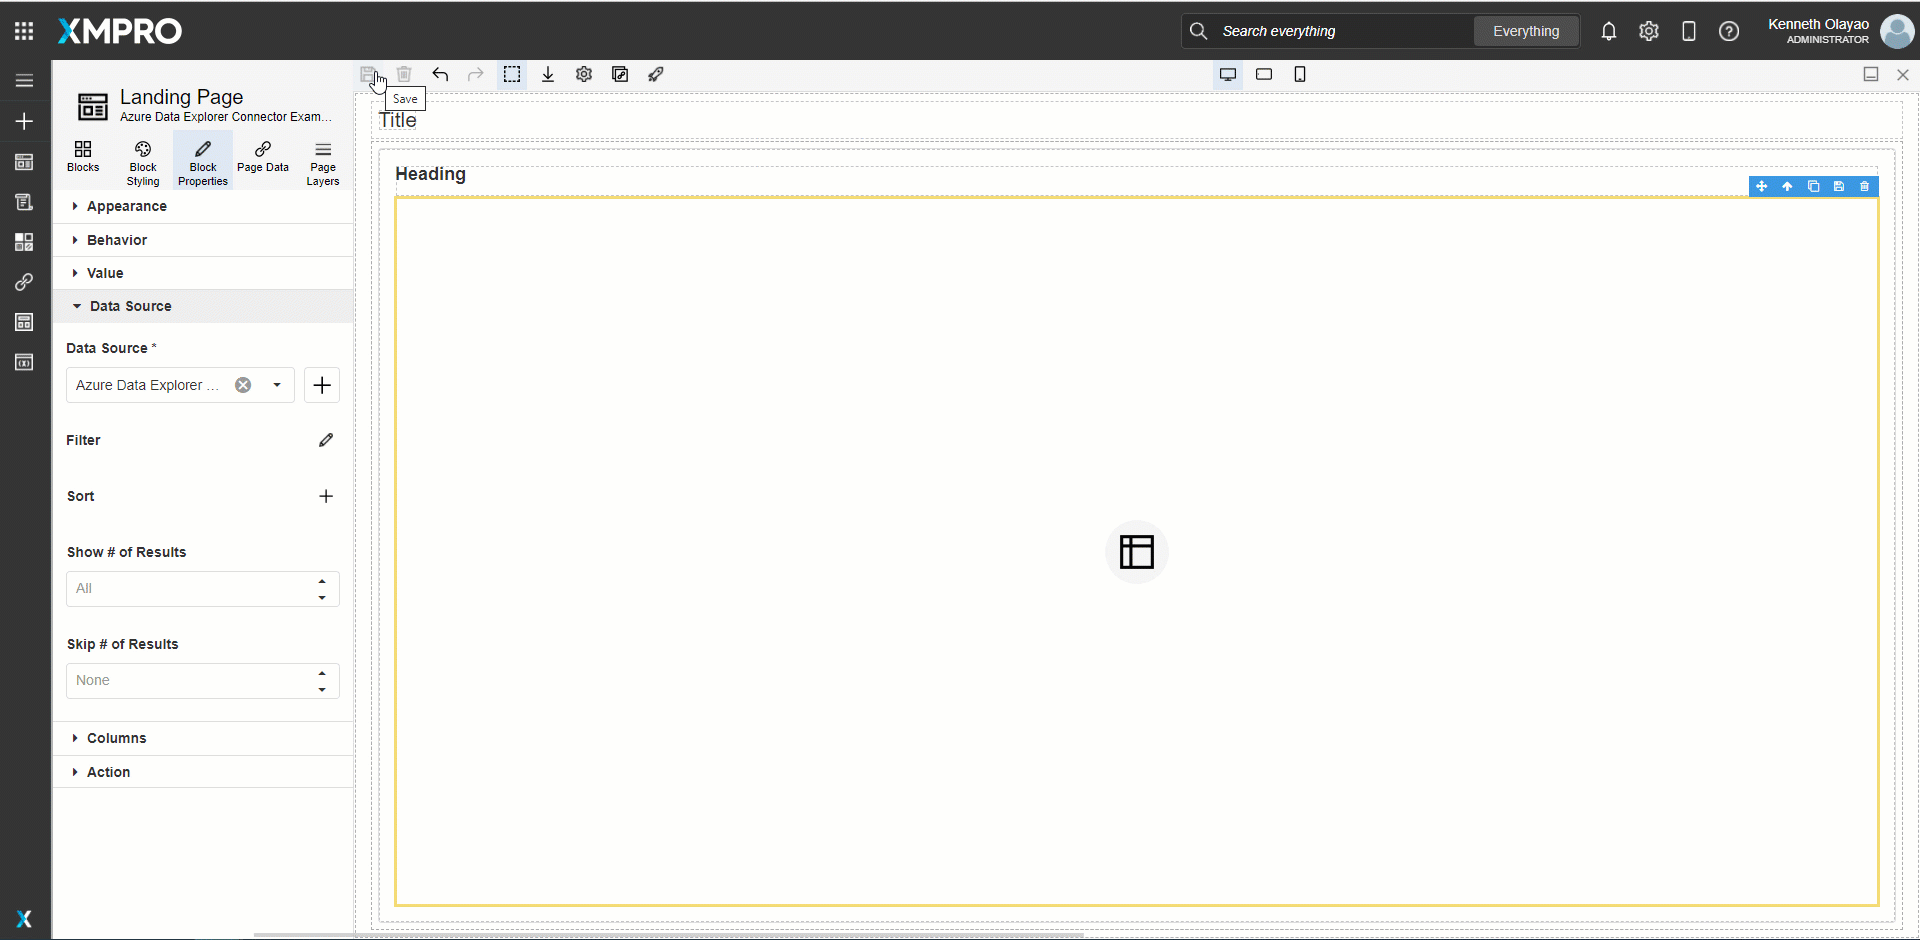 XMPRO
Search everything
Everything
Kenneth Olayao
ADMINISTRATOR
Save
Landing Page
Azure Data Explorer Connector Exam...
Blocks
Block
Styling
Block
Properties
Page Data
Page
Layers
Title
Heading
Appearance
Behavior
Value
Data Source
Data Source *
Azure Data Explorer ...
Filter
Sort
Show # of Results
All
Skip # of Results
None
Columns
Action